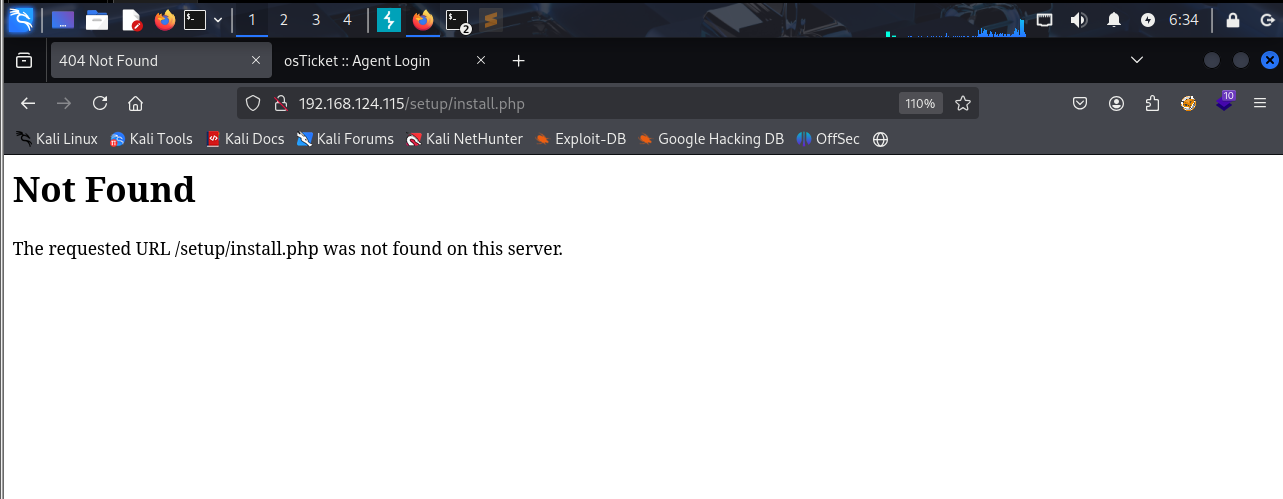 1 2 3 4 2 6:34
404 Not Found osTicket :: Agent Login
192.168.124.115/setup/install.php 110% 10
Kali Linux Kali Tools Kali Docs Kali Forums Kali NetHunter Exploit-DB Google Hacking DB OffSec
Not Found
The requested URL /setup/install.php was not found on this server.